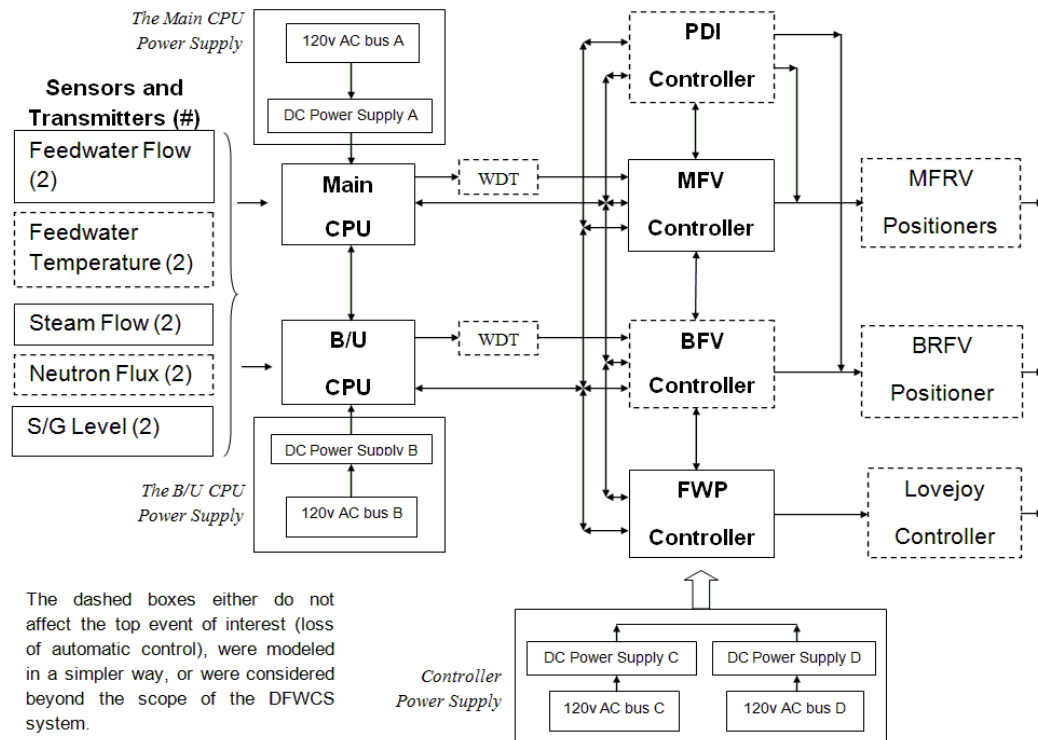 The Main CPU
Power Supply
120v AC bus A
DC Power Supply A
Sensors and
Transmitters (#)
Feedwater Flow
(2)
Feedwater
Temperature (2)
Steam Flow (2)
Neutron Flux (2)
S/G Level (2)
Main
CPU
WDT
B/U
CPU
WDT
DC Power Supply B
120v AC bus B
The B/U CPU
Power Supply
PDI
Controller
MFV
Controller
BFV
Controller
FWP
Controller
MFRV
Positioners
BRFV
Positioner
Lovejoy
Controller
The dashed boxes either do not
affect the top event of interest (loss
of automatic control), were modeled
in a simpler way, or were considered
beyond the scope of the DFWCS
system.
Controller
Power Supply
DC Power Supply C
DC Power Supply D
120v AC bus C
120v AC bus D